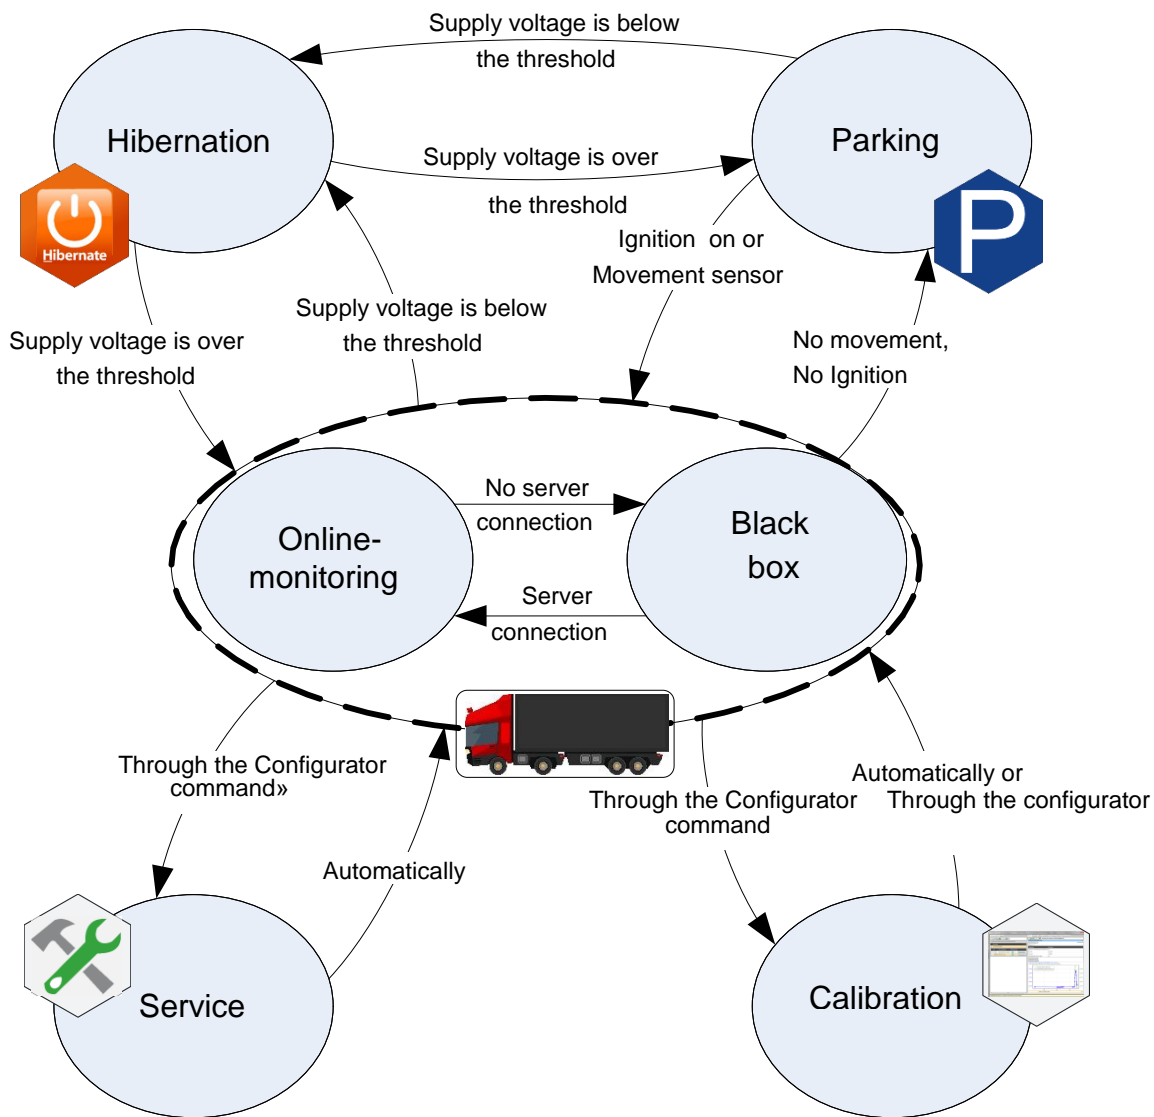 Supply voltage is below
the threshold
Hibernation
Parking
Supply voltage is over
the threshold
Hibernate
P
Ignition on or
Movement sensor
Supply voltage is below
the threshold
Supply voltage is over
the threshold
No movement,
No Ignition
No server
connection
Online-
monitoring
Black
box
Server
connection
Through the Configurator
command»
Automatically or
Through the configurator
Through the Configurator
command
Automatically
Service
Calibration